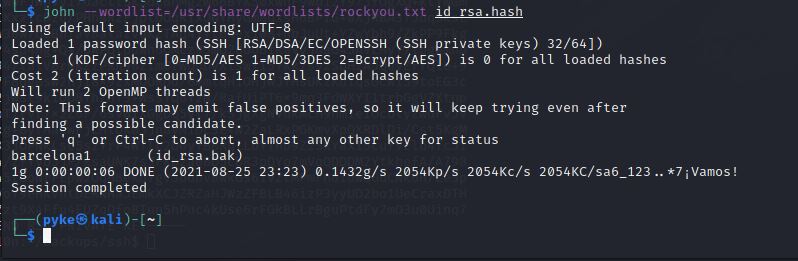 └─$ john --wordlist=/usr/share/wordlists/rockyou.txt id_rsa.hash
Using default input encoding: UTF-8
Loaded 1 password hash (SSH [RSA/DSA/EC/OPENSSH (SSH private keys) 32/64])
Cost 1 (KDF/cipher [0=MD5/AES 1=MD5/3DES 2=Bcrypt/AES]) is 0 for all loaded hashes
Cost 2 (iteration count) is 1 for all loaded hashes
Will run 2 OpenMP threads
Note: This format may emit false positives, so it will keep trying even after
finding a possible candidate.
Press 'q' or Ctrl-C to abort, almost any other key for status
barcelona1       (id_rsa.bak)
1g 0:00:00:06 DONE (2021-08-25 23:23) 0.1432g/s 2054Kp/s 2054Kc/s 2054KC/sa6_123..*7¡Vamos!
Session completed
┌──(pyke㉿kali)-[~]
└─$